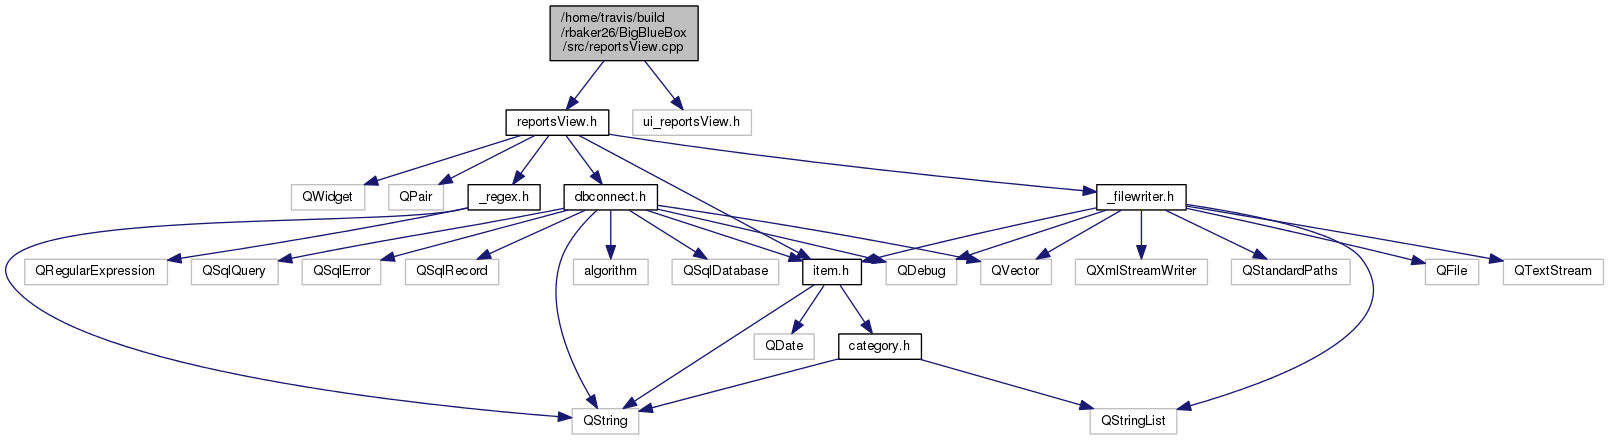 /home/travis/build
/rbaker26/BigBlueBox
/src/reportsView.cpp
reportsView.h
ui_reportsView.h
QWidget
QPair
_regex.h
dbconnect.h
_filewriter.h
QRegularExpression
QSqlQuery
QSqlError
QSqlRecord
algorithm
QSqlDatabase
item.h
QDebug
QVector
QXmlStreamWriter
QStandardPaths
QFile
QTextStream
QDate
category.h
QString
QStringList